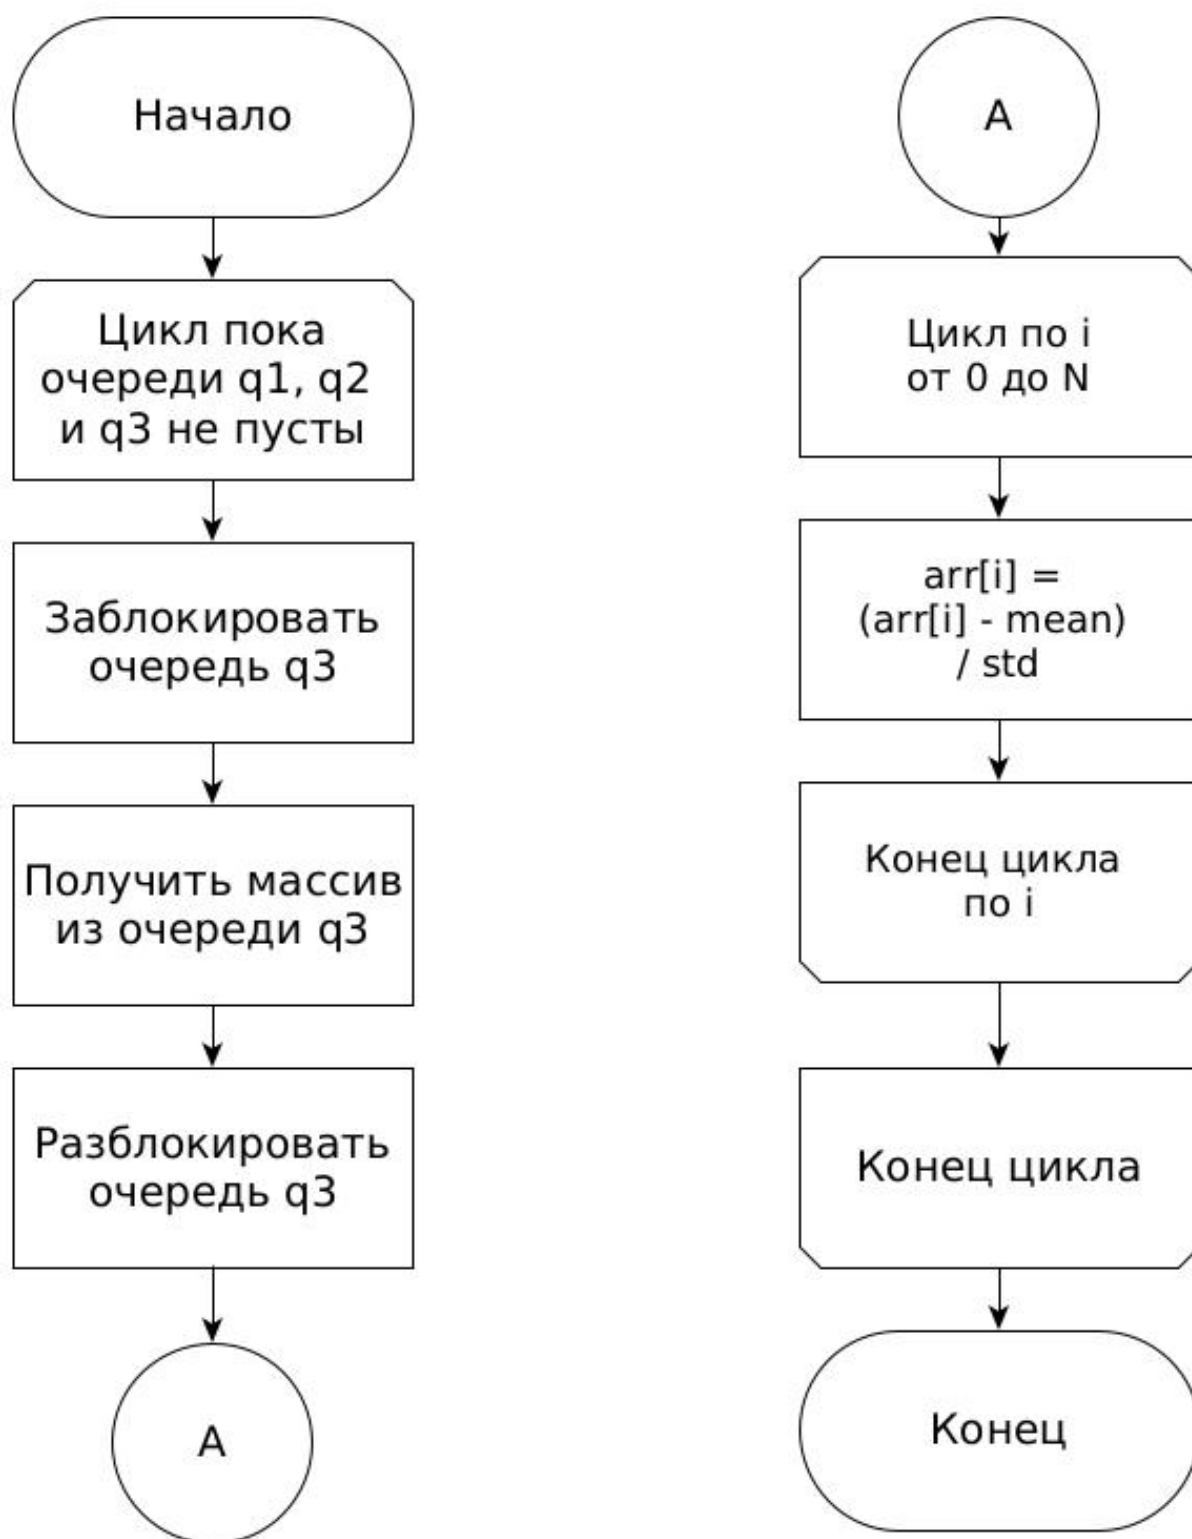 Начало
Цикл пока
очереди q1, q2
и q3 не пусты
Заблокировать
очередь q3
Получить массив
из очереди q3
Разблокировать
очередь q3
A
A
Цикл по i
от 0 до N
arr[i] =
(arr[i] - mean)
/ std
Конец цикла
по i
Конец цикла
Конец